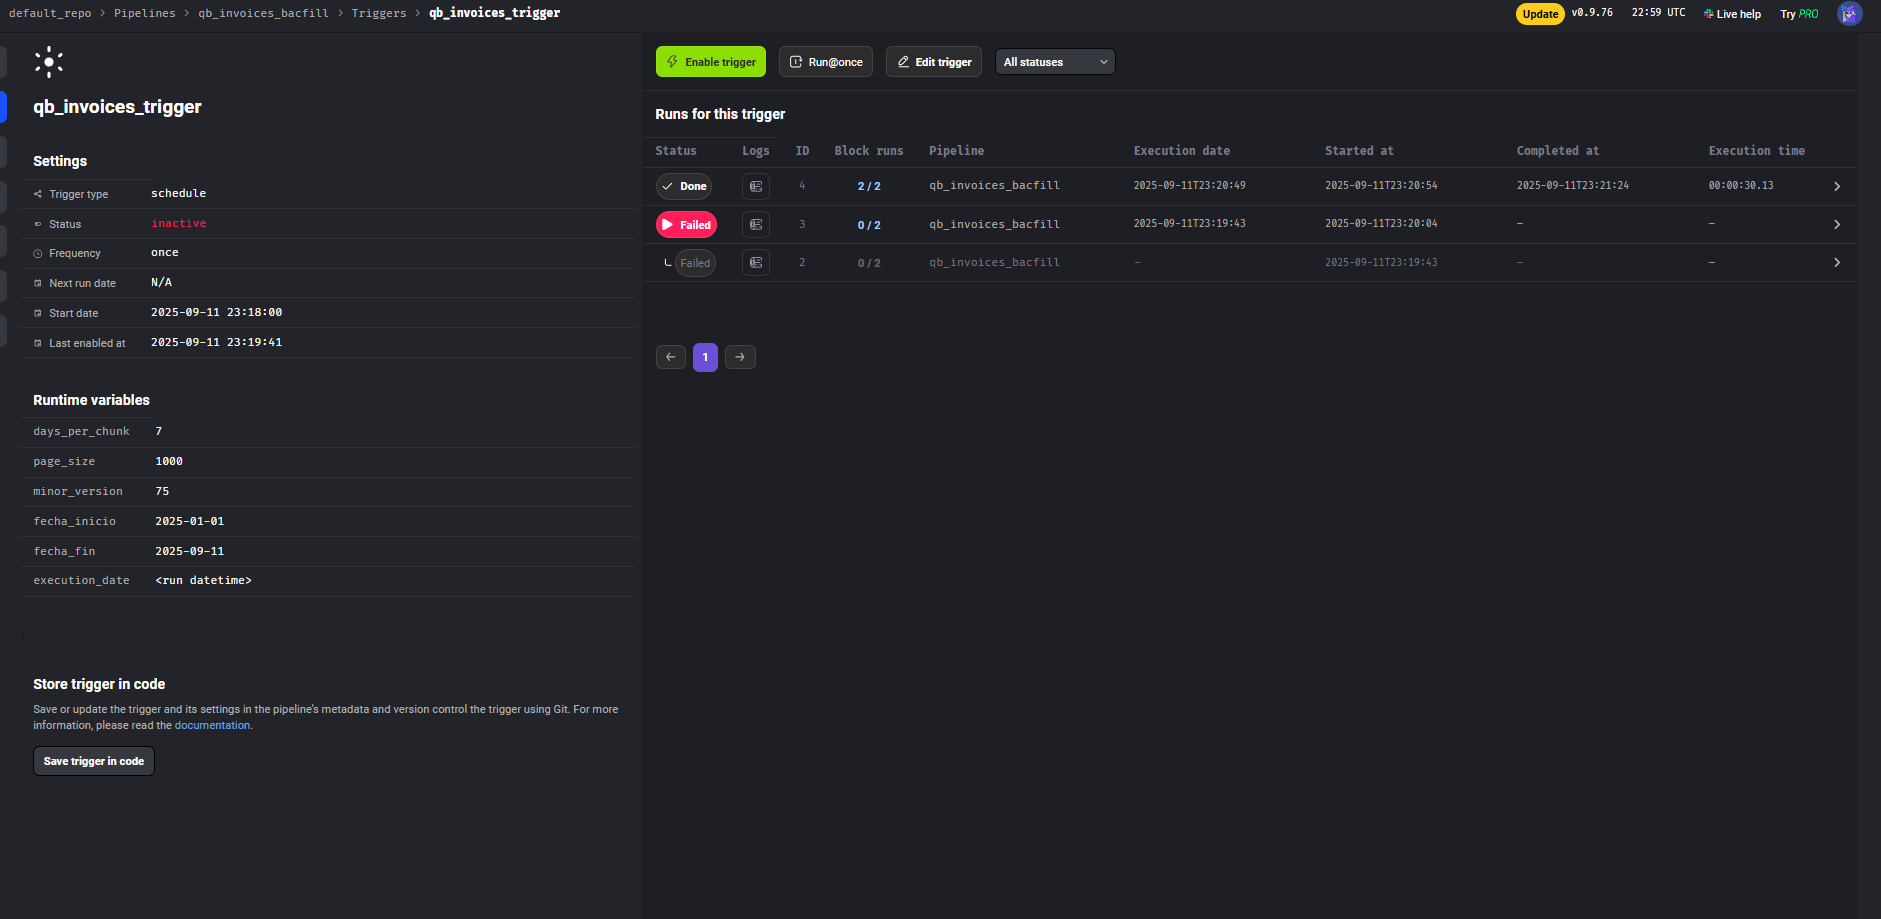 default_repo > Pipelines > qb_invoices_bacfill > Triggers > qb_invoices_trigger
Update v0.9.76 22:59 UTC Live help Try PRO
qb_invoices_trigger
Settings
Trigger type schedule
Status inactive
Frequency once
Next run date N/A
Start date 2025-09-11 23:18:00
Last enabled at 2025-09-11 23:19:41
Runtime variables
days_per_chunk 7
page_size 1000
minor_version 75
fecha_inicio 2025-01-01
fecha_fin 2025-09-11
execution_date <run datetime>
\
Store trigger in code
Save or update the trigger and its settings in the pipeline's metadata and version control the trigger using Git. For more
information, please read the documentation.
Save trigger in code
Enable trigger Run@once Edit trigger All statuses
Runs for this trigger
Status Logs ID Block runs Pipeline Execution date Started at Completed at Execution time
Done 4 2 / 2 qb_invoices_bacfill 2025-09-11T23:20:49 2025-09-11T23:20:54 2025-09-11T23:21:24 00:00:30.13
Failed 3 0 / 2 qb_invoices_bacfill 2025-09-11T23:19:43 2025-09-11T23:20:04 – –
Failed 2 0 / 2 qb_invoices_bacfill – 2025-09-11T23:19:43 – –
1